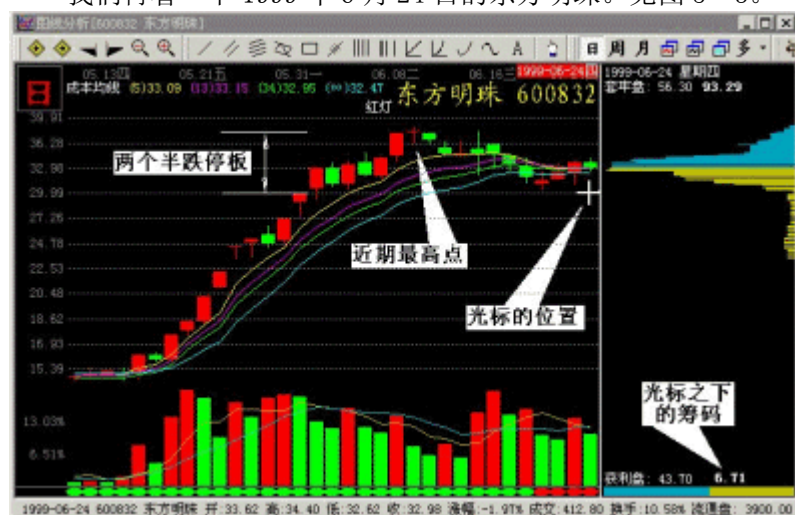 图线分析[600832 东方明珠]
日 周 月 多
05.13四 05.21五 05.31一 06.08二 06.16三 1999-06-24四
1999-06-24 星期四
日
成本均线 (5)33.09 (13)33.15 (34)32.95 (∞)32.47
套牢盘: 56.30 93.29
红灯 东方明珠 600832
39.91
36.28
32.98
29.99
27.26
24.78
22.53
20.48
18.62
16.93
15.39
两个半跌停板
近期最高点
光标的位置
光标之下
的筹码
13.03%
6.51%
获利盘: 43.70 6.71
1999-06-24 600832 东方明珠 开:33.62 高:34.40 低:32.62 收:32.98 涨幅:-1.97% 成交:412.80 换手:10.58% 流通盘: 3900.00